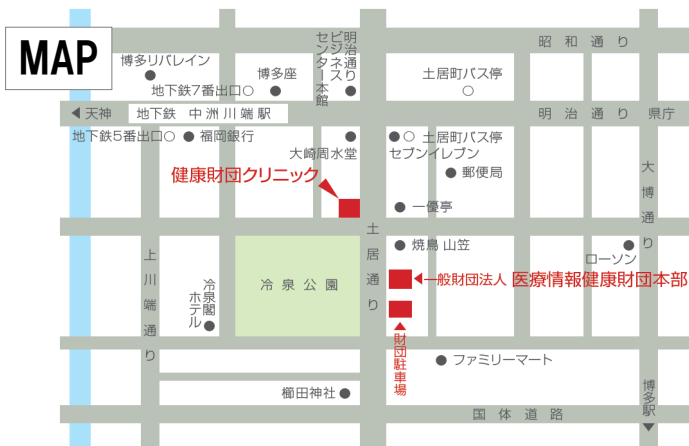 MAP
昭和通り
博多リバレイン
地下鉄7番出口
博多座
明治通り
ビジネス
センター本館
土居町バス停
◀天神
地下鉄 中洲川端駅
明治通り
県庁
地下鉄5番出口
福岡銀行
大崎周水堂
土居町バス停
セブンイレブン
郵便局
健康財団クリニック
一優亭
大博通り
土居通り
焼鳥 山笠
ローソン
上川端通り
冷泉閣
ホテル
冷泉公園
一般財団法人 医療情報健康財団本部
財団駐車場
ファミリーマート
櫛田神社
国体道路
博多駅